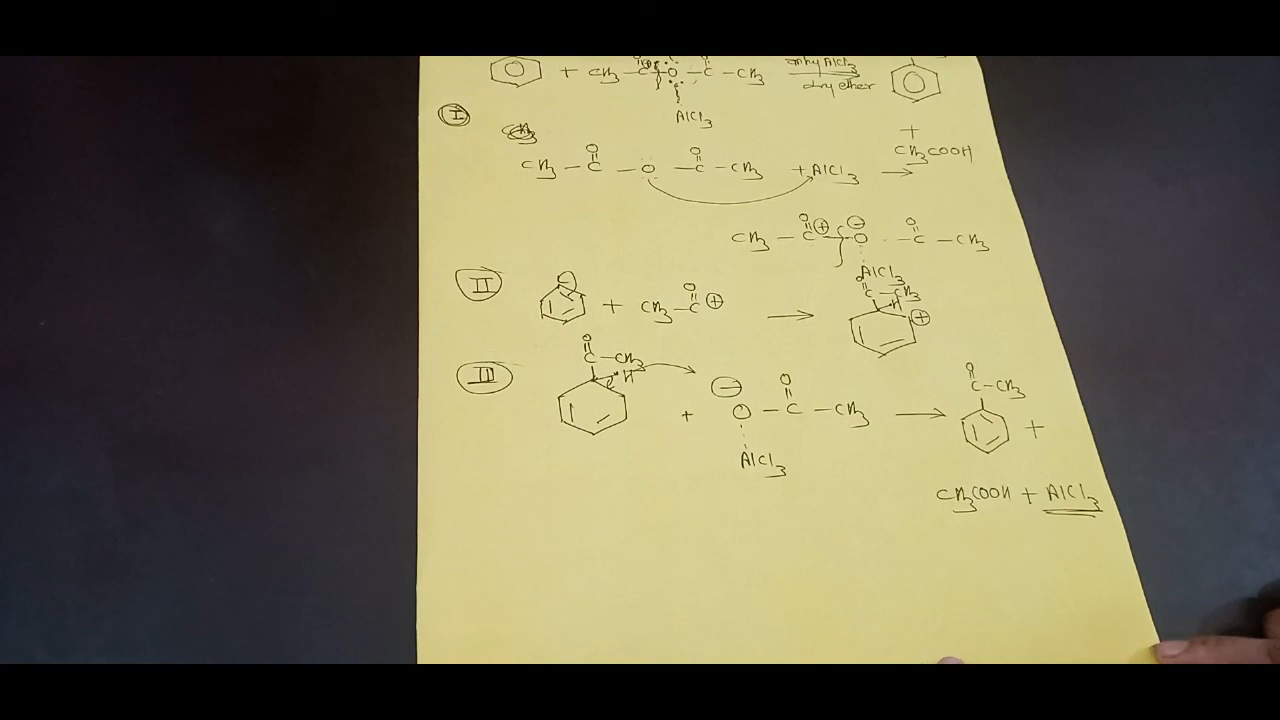 + CH3 - C - O - C - CH3 anhy AlCl3
dry ether
AlCl3
I
CH3
+
CH3COOH
O O
CH3 - C - O - C - CH3 + AlCl3 →
O ⊕ ⊖ O
CH3 - C - O - C - CH3
AlCl3
II
O O
+ CH3 - C ⊕ → C - CH3
H ⊕
III
O
C - CH3
H
⊖ O O
+ O - C - CH3 → C - CH3
+
AlCl3
CH3COOH + AlCl3